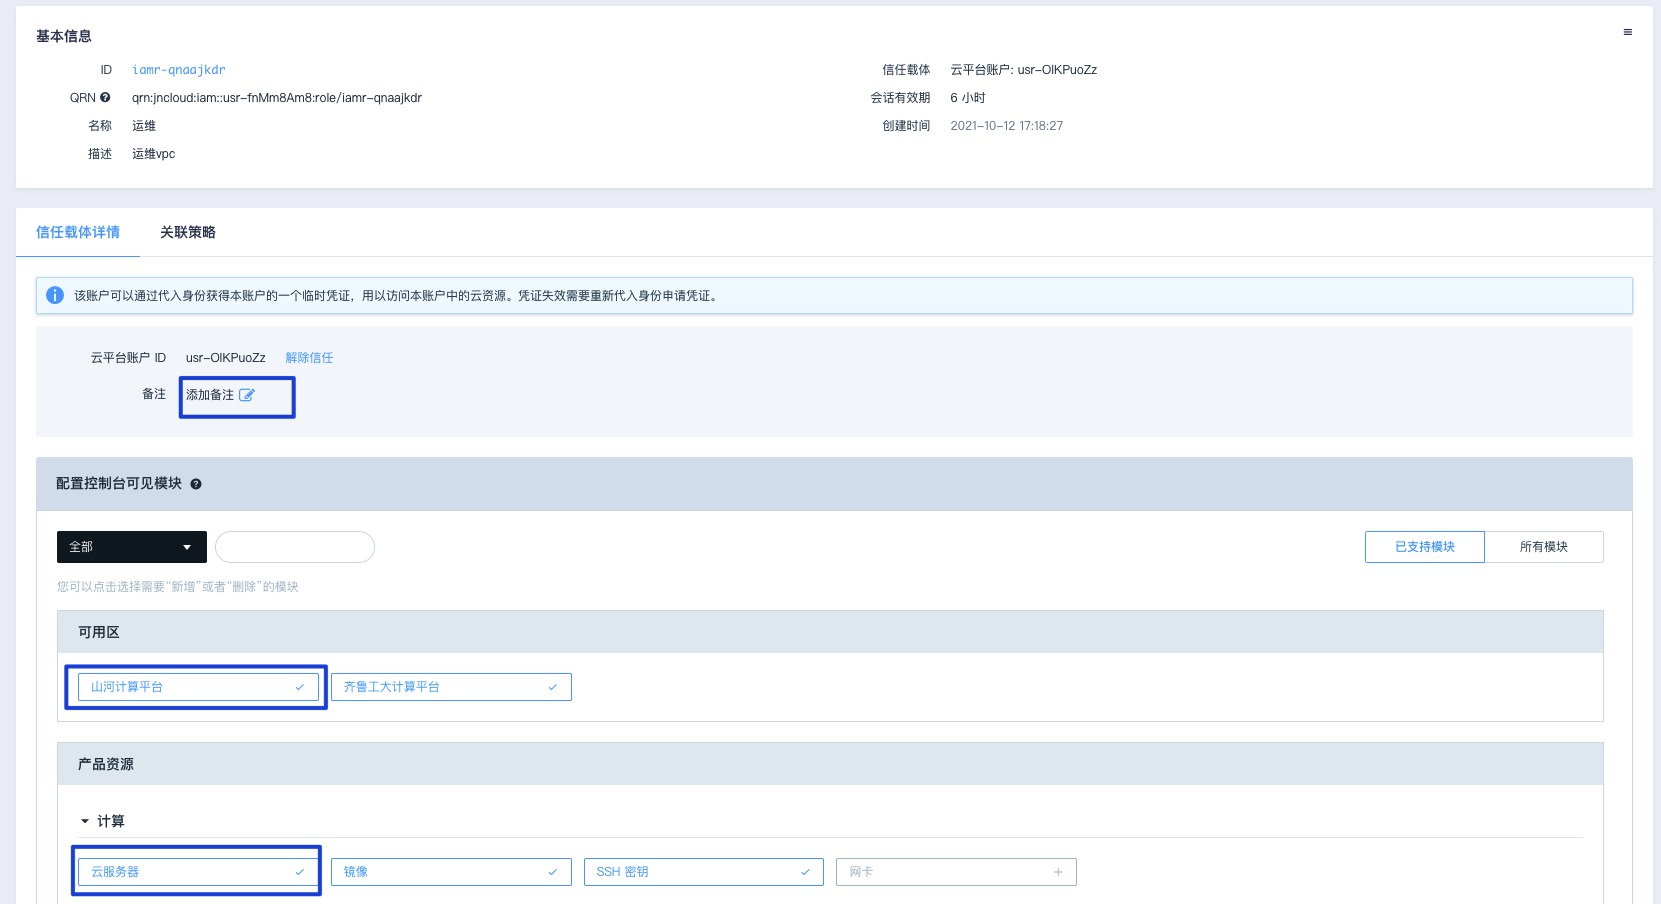 基本信息
ID iamr-qnaajkdr
QRN qrn:jncloud:iam::usr-fnMm8Am8:role/iamr-qnaajkdr
名称 运维
描述 运维vpc
信任载体 云平台账户: usr-OlKPuoZz
会话有效期 6 小时
创建时间 2021-10-12 17:18:27
信任载体详情 关联策略
该账户可以通过代入身份获得本账户的一个临时凭证，用以访问本账户中的云资源。凭证失效需要重新代入身份申请凭证。
云平台账户 ID usr-OlKPuoZz 解除信任
备注 添加备注
配置控制台可见模块
全部 已支持模块 所有模块
您可以点击选择需要“新增”或者“删除”的模块
可用区
山河计算平台 齐鲁工大计算平台
产品资源
计算
云服务器 镜像 SSH 密钥 网卡